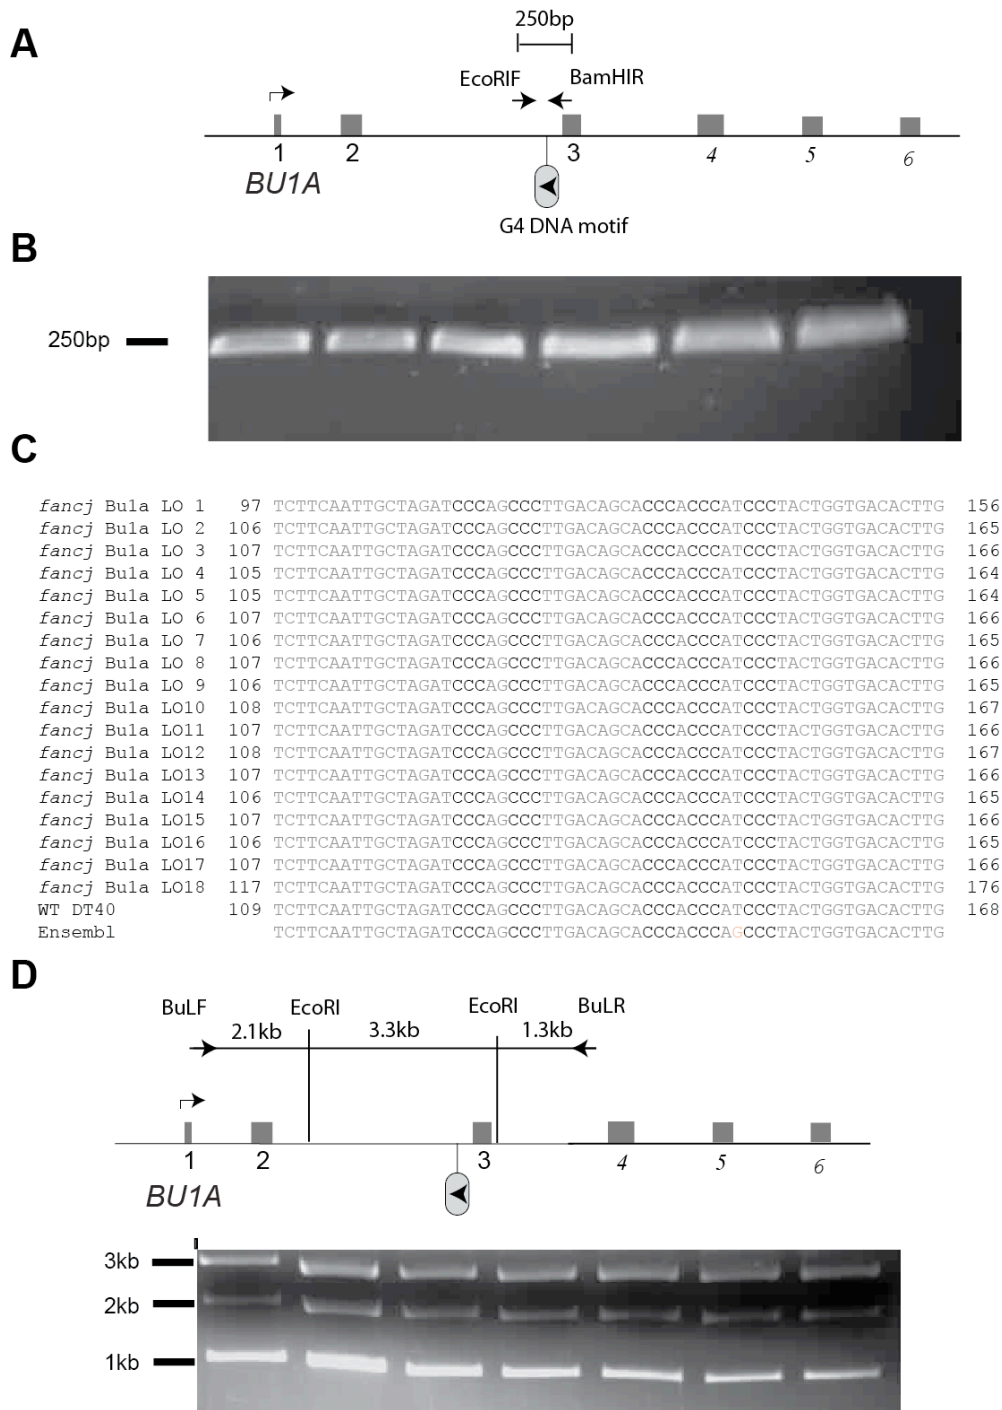 A
250bp
EcoRIF BamHIR
1 2 3 4 5 6
BU1A
G4 DNA motif
B
250bp
C
fancj Bu1a LO 1 97 TCTTCAATTGCTAGATCCCAGCCCTTGACAGCACCCACCCATCCCTACTGGTGACACTTG 156
fancj Bu1a LO 2 106 TCTTCAATTGCTAGATCCCAGCCCTTGACAGCACCCACCCATCCCTACTGGTGACACTTG 165
fancj Bu1a LO 3 107 TCTTCAATTGCTAGATCCCAGCCCTTGACAGCACCCACCCATCCCTACTGGTGACACTTG 166
fancj Bu1a LO 4 105 TCTTCAATTGCTAGATCCCAGCCCTTGACAGCACCCACCCATCCCTACTGGTGACACTTG 164
fancj Bu1a LO 5 105 TCTTCAATTGCTAGATCCCAGCCCTTGACAGCACCCACCCATCCCTACTGGTGACACTTG 164
fancj Bu1a LO 6 107 TCTTCAATTGCTAGATCCCAGCCCTTGACAGCACCCACCCATCCCTACTGGTGACACTTG 166
fancj Bu1a LO 7 106 TCTTCAATTGCTAGATCCCAGCCCTTGACAGCACCCACCCATCCCTACTGGTGACACTTG 165
fancj Bu1a LO 8 107 TCTTCAATTGCTAGATCCCAGCCCTTGACAGCACCCACCCATCCCTACTGGTGACACTTG 166
fancj Bu1a LO 9 106 TCTTCAATTGCTAGATCCCAGCCCTTGACAGCACCCACCCATCCCTACTGGTGACACTTG 165
fancj Bu1a LO10 108 TCTTCAATTGCTAGATCCCAGCCCTTGACAGCACCCACCCATCCCTACTGGTGACACTTG 167
fancj Bu1a LO11 107 TCTTCAATTGCTAGATCCCAGCCCTTGACAGCACCCACCCATCCCTACTGGTGACACTTG 166
fancj Bu1a LO12 108 TCTTCAATTGCTAGATCCCAGCCCTTGACAGCACCCACCCATCCCTACTGGTGACACTTG 167
fancj Bu1a LO13 107 TCTTCAATTGCTAGATCCCAGCCCTTGACAGCACCCACCCATCCCTACTGGTGACACTTG 166
fancj Bu1a LO14 106 TCTTCAATTGCTAGATCCCAGCCCTTGACAGCACCCACCCATCCCTACTGGTGACACTTG 165
fancj Bu1a LO15 107 TCTTCAATTGCTAGATCCCAGCCCTTGACAGCACCCACCCATCCCTACTGGTGACACTTG 166
fancj Bu1a LO16 106 TCTTCAATTGCTAGATCCCAGCCCTTGACAGCACCCACCCATCCCTACTGGTGACACTTG 165
fancj Bu1a LO17 107 TCTTCAATTGCTAGATCCCAGCCCTTGACAGCACCCACCCATCCCTACTGGTGACACTTG 166
fancj Bu1a LO18 117 TCTTCAATTGCTAGATCCCAGCCCTTGACAGCACCCACCCATCCCTACTGGTGACACTTG 176
WT DT40 109 TCTTCAATTGCTAGATCCCAGCCCTTGACAGCACCCACCCATCCCTACTGGTGACACTTG 168
Ensembl TCTTCAATTGCTAGATCCCAGCCCTTGACAGCACCCACCCAGCCCTACTGGTGACACTTG
D
BuLF EcoRI EcoRI BuLR
2.1kb 3.3kb 1.3kb
1 2 3 4 5 6
BU1A
3kb
2kb
1kb